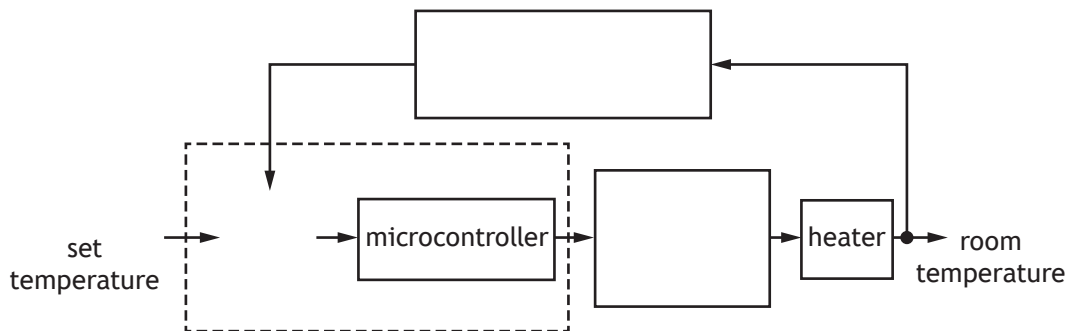 set
temperature
microcontroller
heater
room
temperature